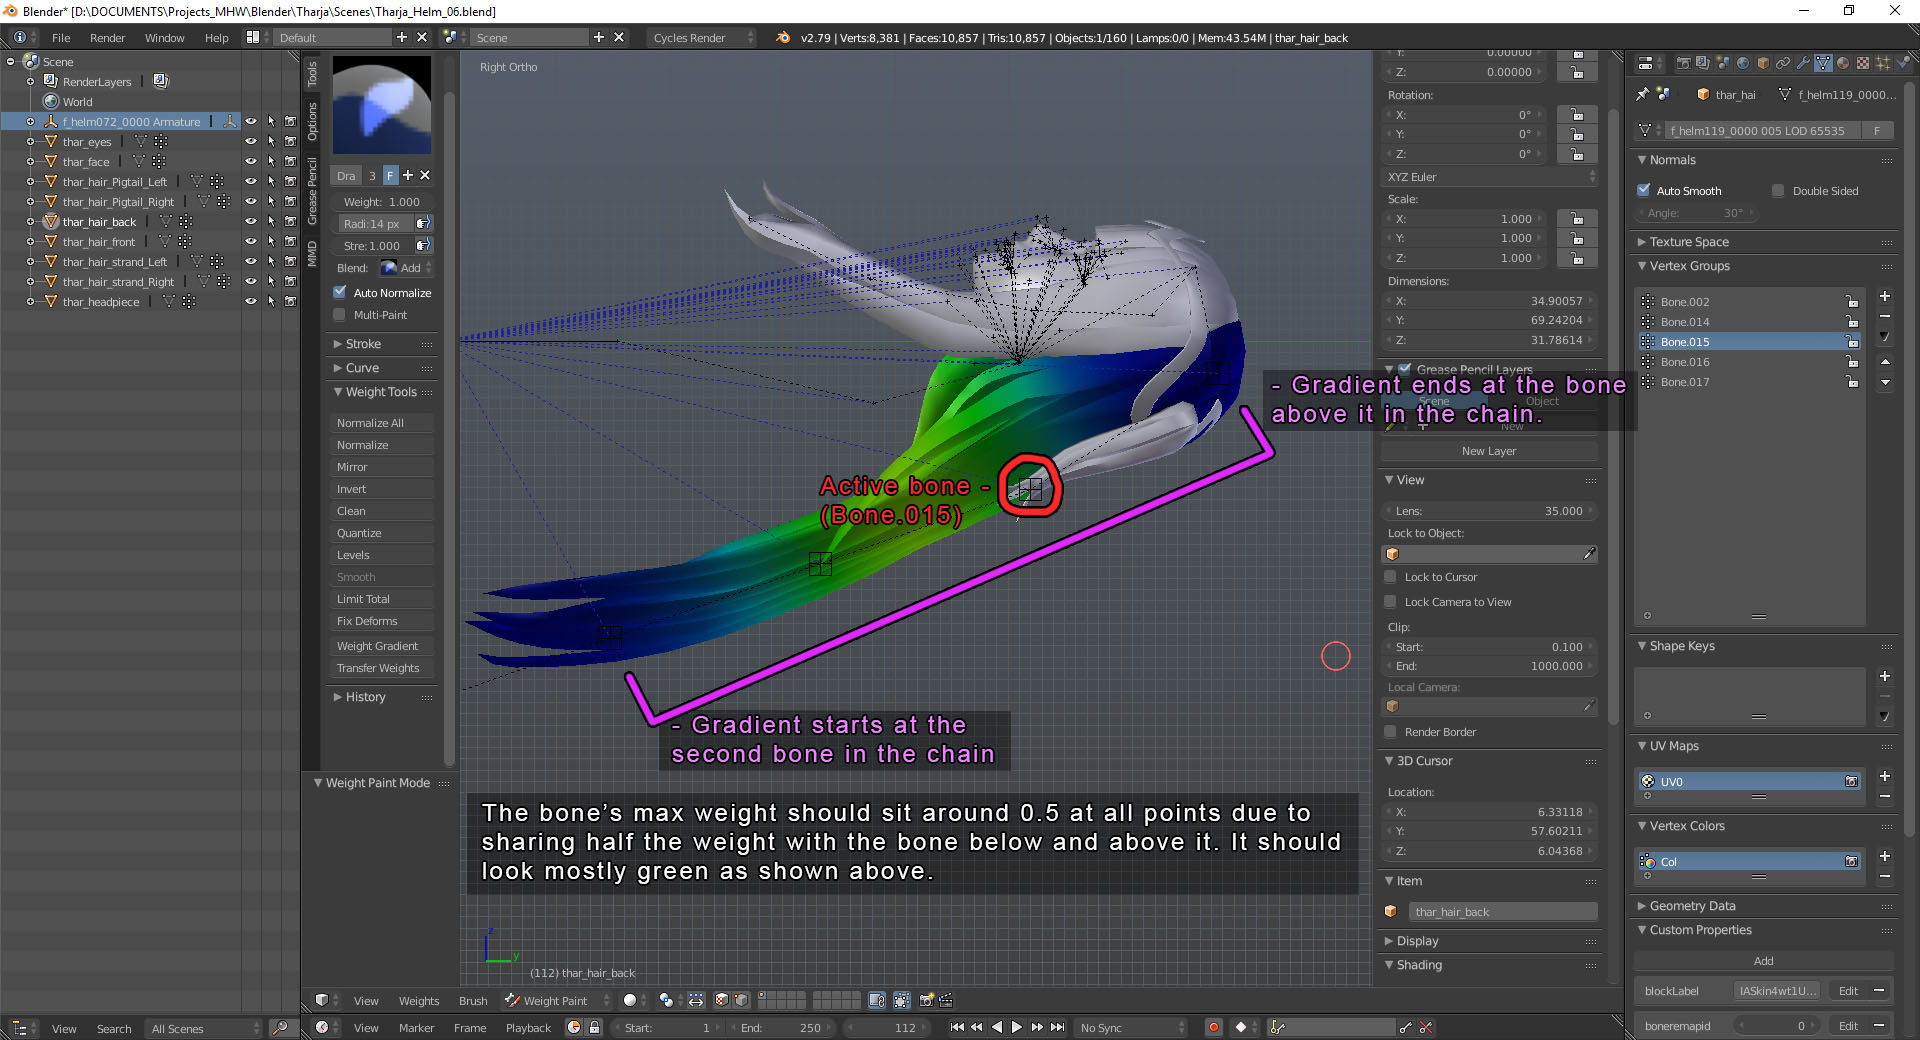 Blender* [D:\DOCUMENTS\Projects_MHW\Blender\Tharja\Scenes\Tharja_Helm_06.blend]
File Render Window Help Default Scene Cycles Render v2.79 | Verts:8,381 | Faces:10,857 | Tris:10,857 | Objects:1/160 | Lamps:0/0 | Mem:43.54M | thar_hair_back
Scene
RenderLayers
World
f_helm072_0000 Armature
thar_eyes
thar_face
thar_hair_Pigtail_Left
thar_hair_Pigtail_Right
thar_hair_back
thar_hair_front
thar_hair_strand_Left
thar_hair_strand_Right
thar_headpiece
Tools
Options
Grease Pencil
MMD
Dra 3 F
Weight: 1.000
Radi:14 px
Stre:1.000
Blend: Add
Auto Normalize
Multi-Paint
Stroke
Curve
Weight Tools
Normalize All
Normalize
Mirror
Invert
Clean
Quantize
Levels
Smooth
Limit Total
Fix Deforms
Weight Gradient
Transfer Weights
History
Weight Paint Mode
Right Ortho
Active bone -
(Bone.015)
- Gradient ends at the bone
above it in the chain.
- Gradient starts at the
second bone in the chain
The bone's max weight should sit around 0.5 at all points due to
sharing half the weight with the bone below and above it. It should
look mostly green as shown above.
z
y
(112) thar_hair_back
Y: 0.00000
Z: 0.00000
Rotation:
X: 0°
Y: 0°
Z: 0°
XYZ Euler
Scale:
X: 1.000
Y: 1.000
Z: 1.000
Dimensions:
X: 34.90057
Y: 69.24204
Z: 31.78614
Grease Pencil Layers
Scene Object
New
New Layer
View
Lens: 35.000
Lock to Object:
Lock to Cursor
Lock Camera to View
Clip:
Start: 0.100
End: 1000.000
Local Camera:
Render Border
3D Cursor
Location:
X: 6.33118
Y: 57.60211
Z: 6.04368
Item
thar_hair_back
Display
Shading
thar_hai f_helm119_0000...
f_helm119_0000 005 LOD 65535 F
Normals
Auto Smooth Double Sided
Angle: 30°
Texture Space
Vertex Groups
Bone.002
Bone.014
Bone.015
Bone.016
Bone.017
Shape Keys
UV Maps
UV0
Vertex Colors
Col
Geometry Data
Custom Properties
Add
blockLabel IASkin4wt1U... Edit
boneremapid 0 Edit
View Weights Brush Weight Paint
View Search All Scenes
View Marker Frame Playback Start: 1 End: 250 112 No Sync